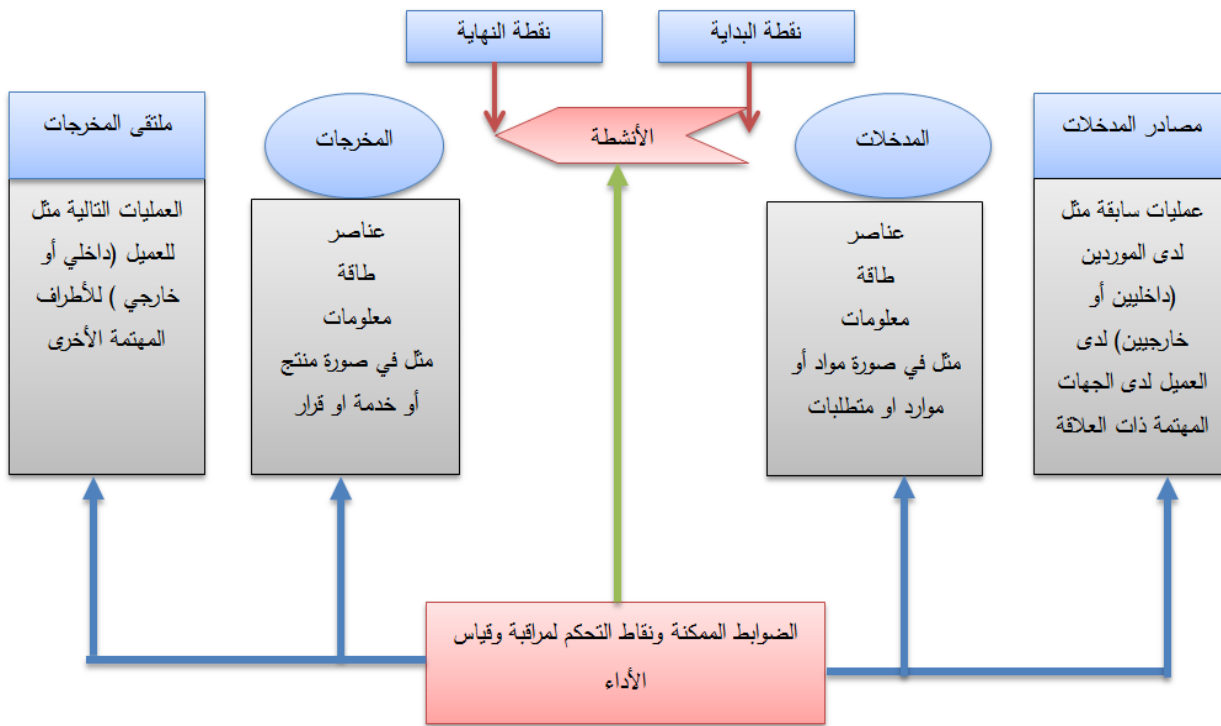 نقطة البداية
نقطة النهاية
مصادر المدخلات
عمليات سابقة مثل
لدى الموردين
(داخليين أو
خارجيين) لدى
العميل لدى الجهات
المهتمة ذات العلاقة
المدخلات
عناصر
طاقة
معلومات
مثل في صورة مواد أو
موارد او متطلبات
الأنشطة
المخرجات
عناصر
طاقة
معلومات
مثل في صورة منتج
أو خدمة او قرار
ملتقى المخرجات
العمليات التالية مثل
للعميل (داخلي أو
خارجي ) للأطراف
المهتمة الأخرى
الضوابط الممكنة ونقاط التحكم لمراقبة وقياس
الأداء